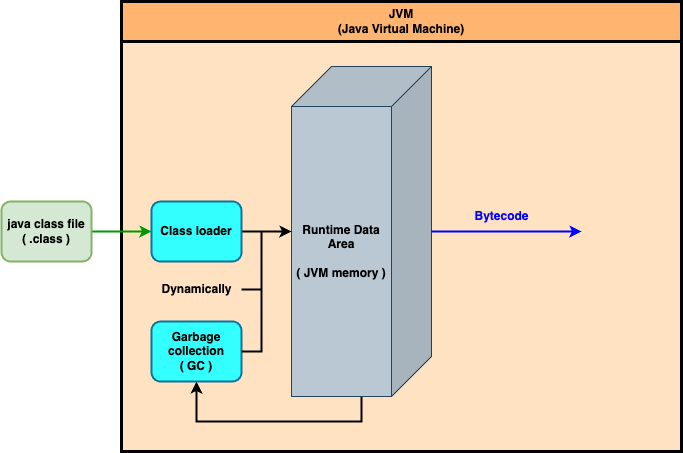 JVM
(Java Virtual Machine)
java class file
( .class )
Class loader
Runtime Data
Area
( JVM memory )
Bytecode
Dynamically
Garbage
collection
( GC )